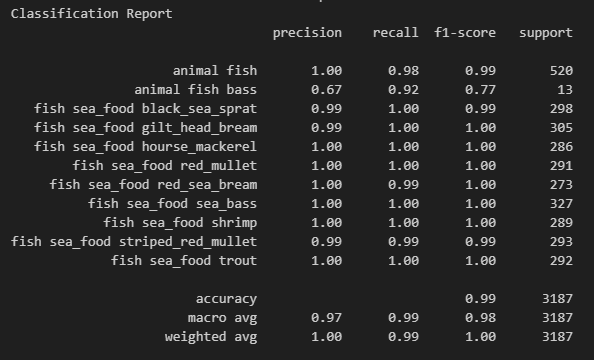 Classification Report
precision recall f1-score support
animal fish 1.00 0.98 0.99 520
animal fish bass 0.67 0.92 0.77 13
fish sea_food black_sea_sprat 0.99 1.00 0.99 298
fish sea_food gilt_head_bream 0.99 1.00 1.00 305
fish sea_food hourse_mackerel 1.00 1.00 1.00 286
fish sea_food red_mullet 1.00 1.00 1.00 291
fish sea_food red_sea_bream 1.00 0.99 1.00 273
fish sea_food sea_bass 1.00 1.00 1.00 327
fish sea_food shrimp 1.00 1.00 1.00 289
fish sea_food striped_red_mullet 0.99 0.99 0.99 293
fish sea_food trout 1.00 1.00 1.00 292
accuracy 0.99 3187
macro avg 0.97 0.99 0.98 3187
weighted avg 1.00 0.99 1.00 3187